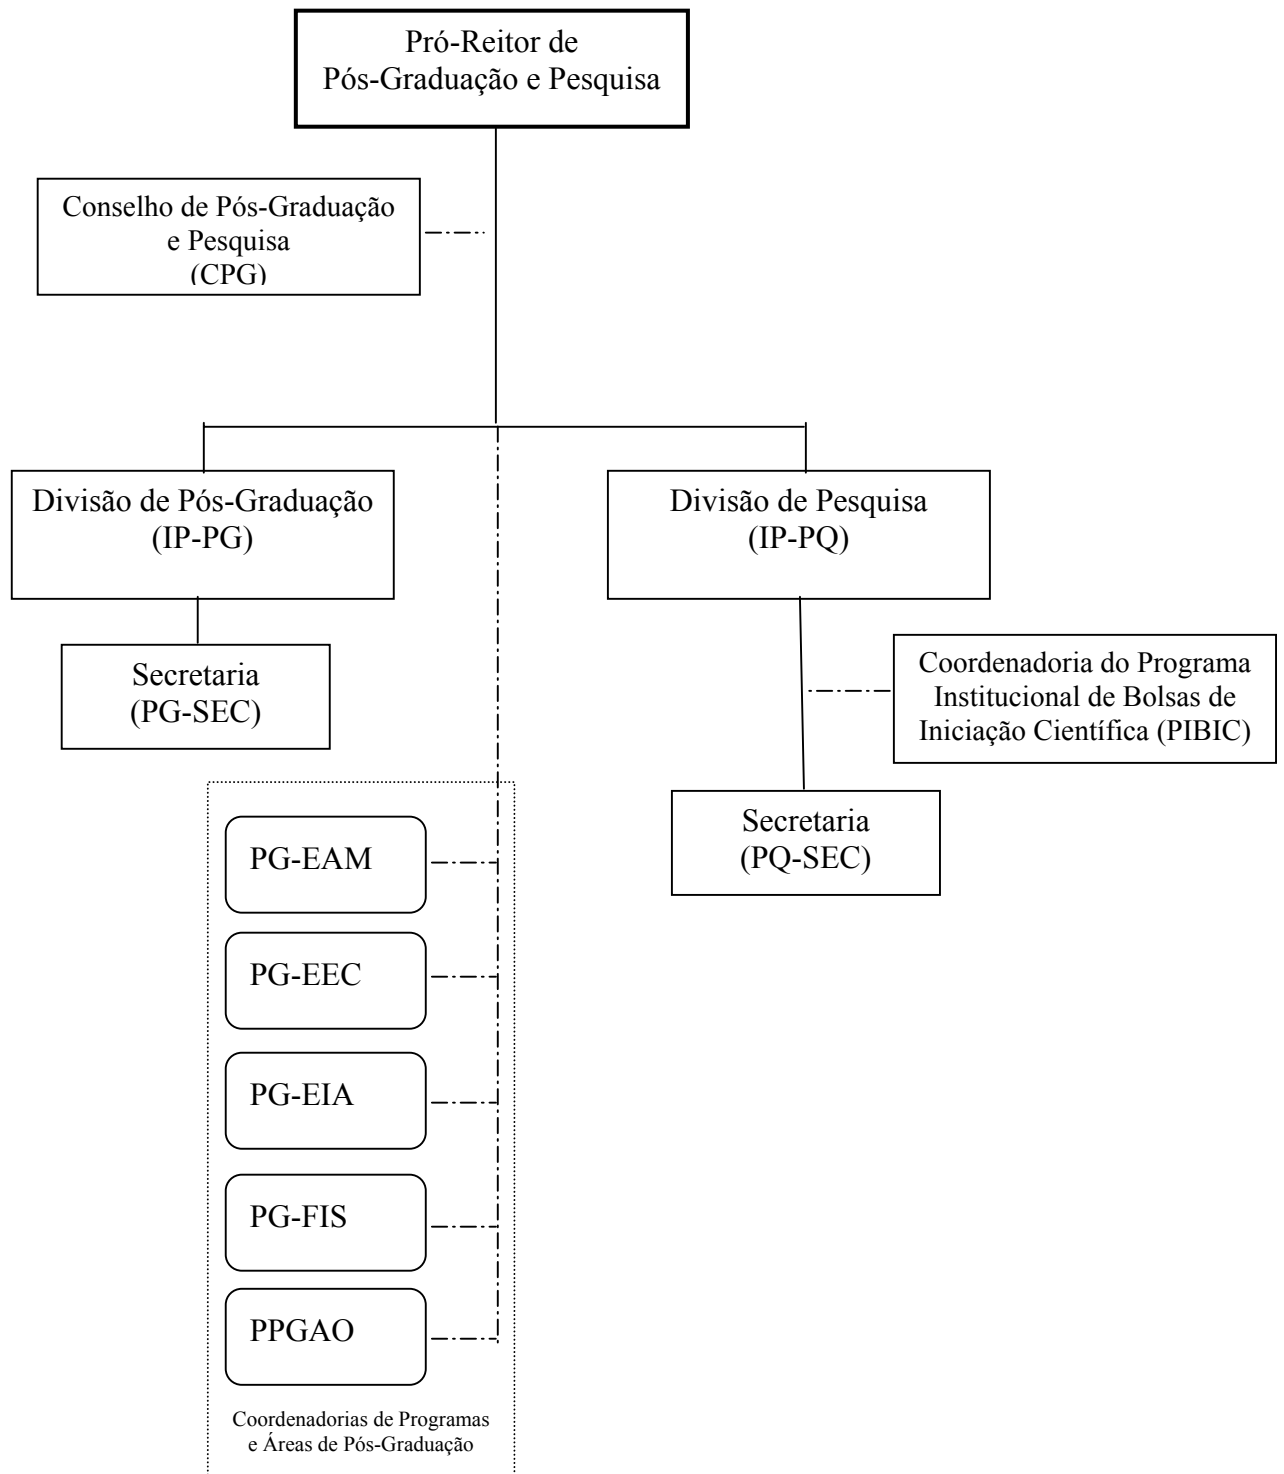 Pró-Reitor de
Pós-Graduação e Pesquisa
Conselho de Pós-Graduação
e Pesquisa
(CPG)
Divisão de Pós-Graduação
(IP-PG)
Divisão de Pesquisa
(IP-PQ)
Secretaria
(PG-SEC)
Coordenadoria do Programa
Institucional de Bolsas de
Iniciação Científica (PIBIC)
Secretaria
(PQ-SEC)
PG-EAM
PG-EEC
PG-EIA
PG-FIS
PPGAO
Coordenadorias de Programas
e Áreas de Pós-Graduação